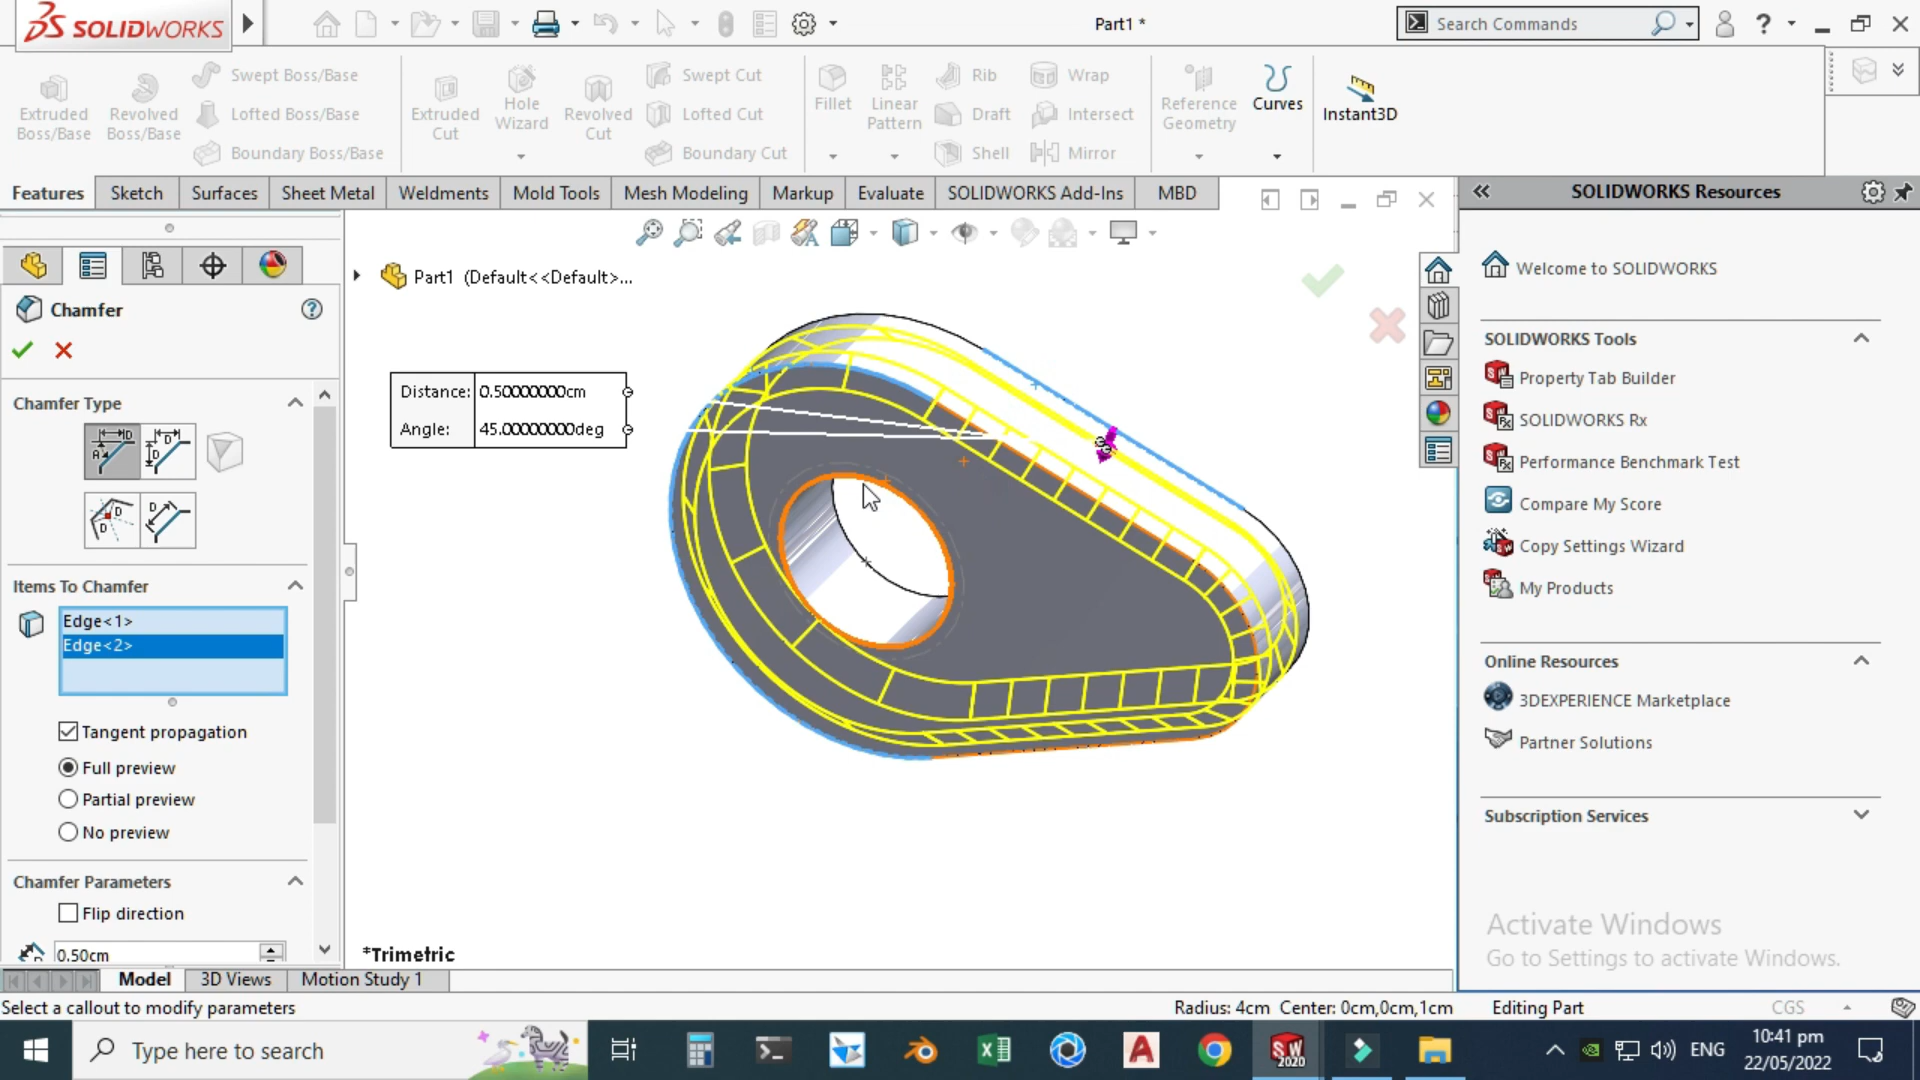 SOLIDWORKS
Part1 *
Search Commands
Extruded Boss/Base
Revolved Boss/Base
Swept Boss/Base
Lofted Boss/Base
Boundary Boss/Base
Extruded Cut
Hole Wizard
Revolved Cut
Swept Cut
Lofted Cut
Boundary Cut
Fillet
Linear Pattern
Rib
Draft
Shell
Wrap
Intersect
Mirror
Reference Geometry
Curves
Instant3D
Features
Sketch
Surfaces
Sheet Metal
Weldments
Mold Tools
Mesh Modeling
Markup
Evaluate
SOLIDWORKS Add-Ins
MBD
SOLIDWORKS Resources
Part1 (Default<<Default>...
Chamfer
Chamfer Type
Items To Chamfer
Edge<1>
Edge<2>
Tangent propagation
Full preview
Partial preview
No preview
Chamfer Parameters
Flip direction
0.50cm
Distance: 0.50000000cm
Angle: 45.00000000deg
*Trimetric
Welcome to SOLIDWORKS
SOLIDWORKS Tools
Property Tab Builder
SOLIDWORKS Rx
Performance Benchmark Test
Compare My Score
Copy Settings Wizard
My Products
Online Resources
3DEXPERIENCE Marketplace
Partner Solutions
Subscription Services
Activate Windows
Go to Settings to activate Windows.
Model
3D Views
Motion Study 1
Select a callout to modify parameters
Radius: 4cm Center: 0cm,0cm,1cm
Editing Part
CGS
Type here to search
SW 2020
ENG
10:41 pm
22/05/2022